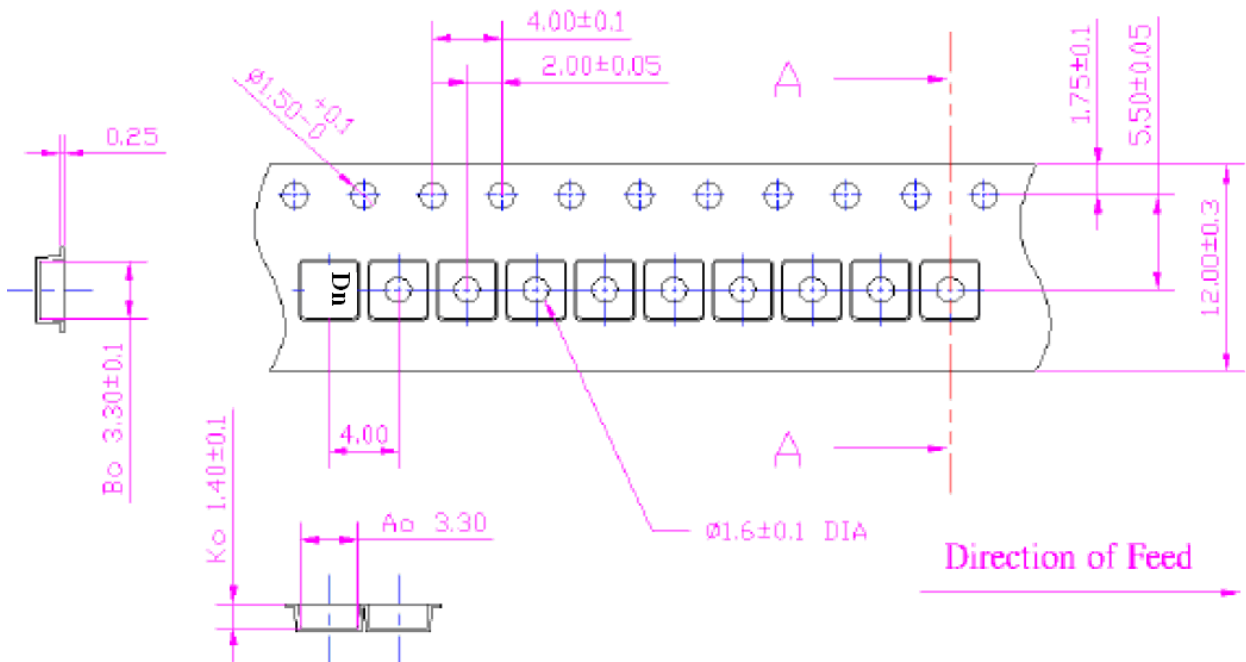 4.00±0.1
2.00±0.05
Ø1.50+0.1-0
A
1.75±0.1
5.50±0.05
0.25
12.00±0.3
Dn
Bo 3.30±0.1
4.00
A
Ko 1.40±0.1
Ao 3.30
Ø1.6±0.1 DIA
Direction of Feed